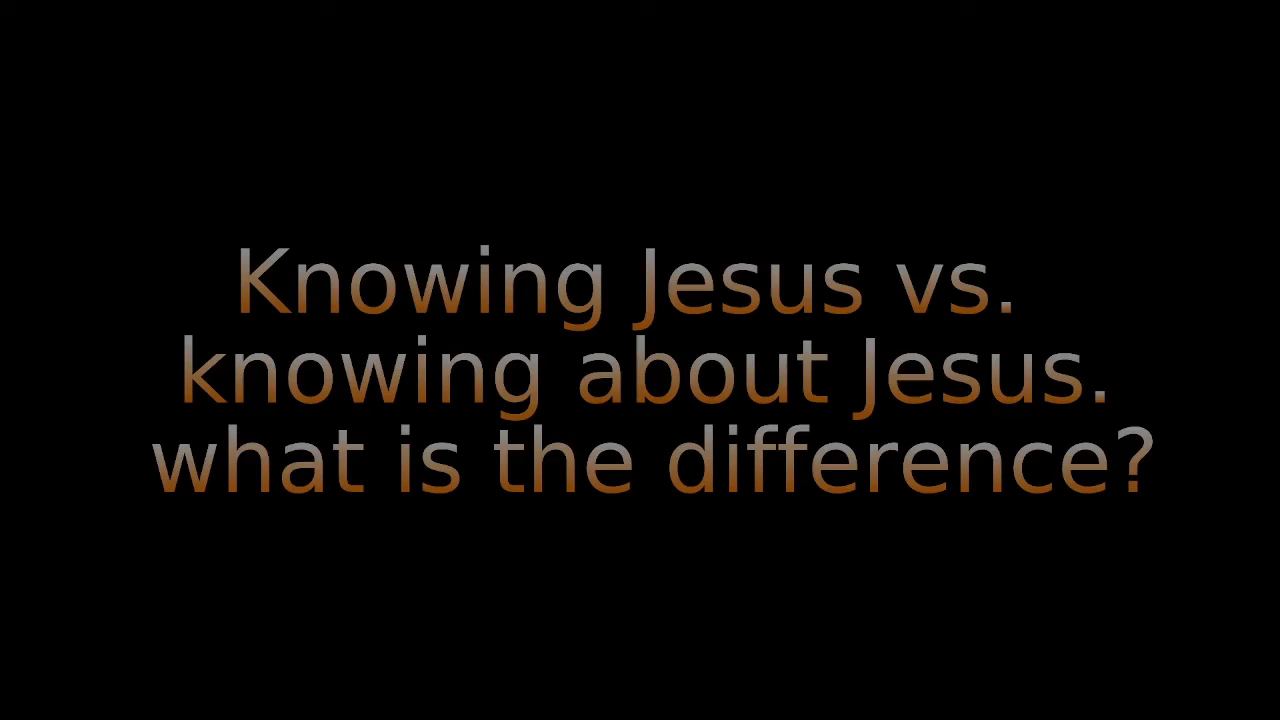 Knowing Jesus vs.
knowing about Jesus.
what is the difference?